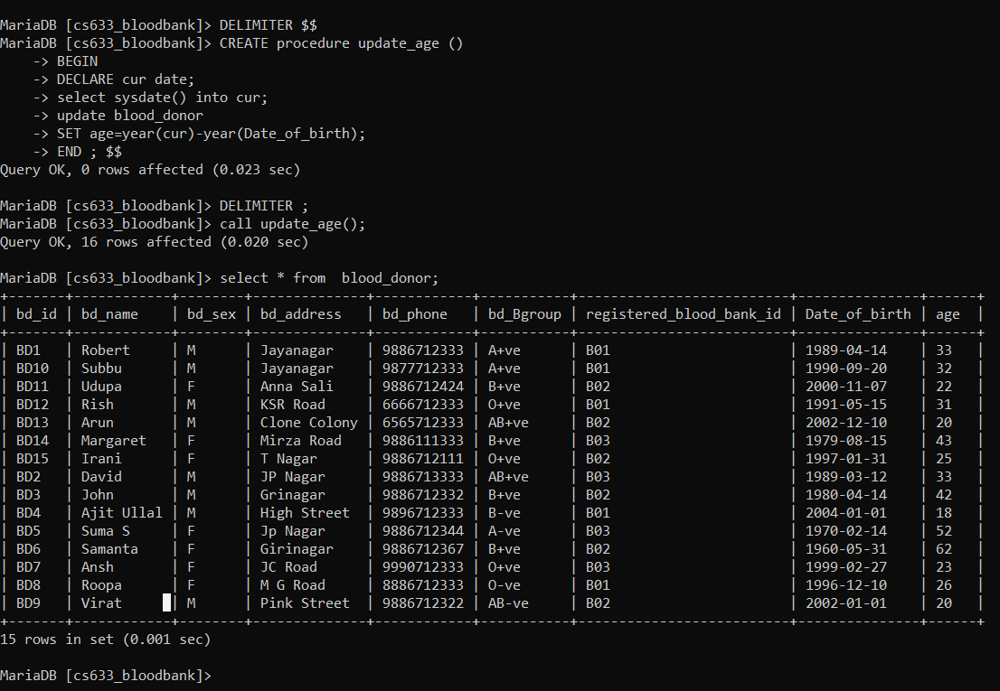 MariaDB [cs633_bloodbank]> DELIMITER $$
MariaDB [cs633_bloodbank]> CREATE procedure update_age ()
    -> BEGIN
    -> DECLARE cur date;
    -> select sysdate() into cur;
    -> update blood_donor
    -> SET age=year(cur)-year(Date_of_birth);
    -> END ; $$
Query OK, 0 rows affected (0.023 sec)

MariaDB [cs633_bloodbank]> DELIMITER ;
MariaDB [cs633_bloodbank]> call update_age();
Query OK, 16 rows affected (0.020 sec)

MariaDB [cs633_bloodbank]> select * from  blood_donor;
+-------+------------+--------+--------------+------------+-----------+--------------------------+---------------+------+
| bd_id | bd_name    | bd_sex | bd_address   | bd_phone   | bd_Bgroup | registered_blood_bank_id | Date_of_birth | age  |
+-------+------------+--------+--------------+------------+-----------+--------------------------+---------------+------+
| BD1   | Robert     | M      | Jayanagar    | 9886712333 | A+ve      | B01                      | 1989-04-14    | 33   |
| BD10  | Subbu      | M      | Jayanagar    | 9877712333 | A+ve      | B01                      | 1990-09-20    | 32   |
| BD11  | Udupa      | F      | Anna Sali    | 9886712424 | B+ve      | B02                      | 2000-11-07    | 22   |
| BD12  | Rish       | M      | KSR Road     | 6666712333 | O+ve      | B01                      | 1991-05-15    | 31   |
| BD13  | Arun       | M      | Clone Colony | 6565712333 | AB+ve     | B02                      | 2002-12-10    | 20   |
| BD14  | Margaret   | F      | Mirza Road   | 9886111333 | B+ve      | B03                      | 1979-08-15    | 43   |
| BD15  | Irani      | F      | T Nagar      | 9886712111 | O+ve      | B02                      | 1997-01-31    | 25   |
| BD2   | David      | M      | JP Nagar     | 9886713333 | AB+ve     | B03                      | 1989-03-12    | 33   |
| BD3   | John       | M      | Grinagar     | 9886712332 | B+ve      | B02                      | 1980-04-14    | 42   |
| BD4   | Ajit Ullal | M      | High Street  | 9896712333 | B-ve      | B01                      | 2004-01-01    | 18   |
| BD5   | Suma S     | F      | Jp Nagar     | 9886712344 | A-ve      | B03                      | 1970-02-14    | 52   |
| BD6   | Samanta    | F      | Girinagar    | 9886712367 | B+ve      | B02                      | 1960-05-31    | 62   |
| BD7   | Ansh       | F      | JC Road      | 9990712333 | O+ve      | B03                      | 1999-02-27    | 23   |
| BD8   | Roopa      | F      | M G Road     | 8886712333 | O-ve      | B01                      | 1996-12-10    | 26   |
| BD9   | Virat      | M      | Pink Street  | 9886712322 | AB-ve     | B02                      | 2002-01-01    | 20   |
+-------+------------+--------+--------------+------------+-----------+--------------------------+---------------+------+
15 rows in set (0.001 sec)

MariaDB [cs633_bloodbank]>